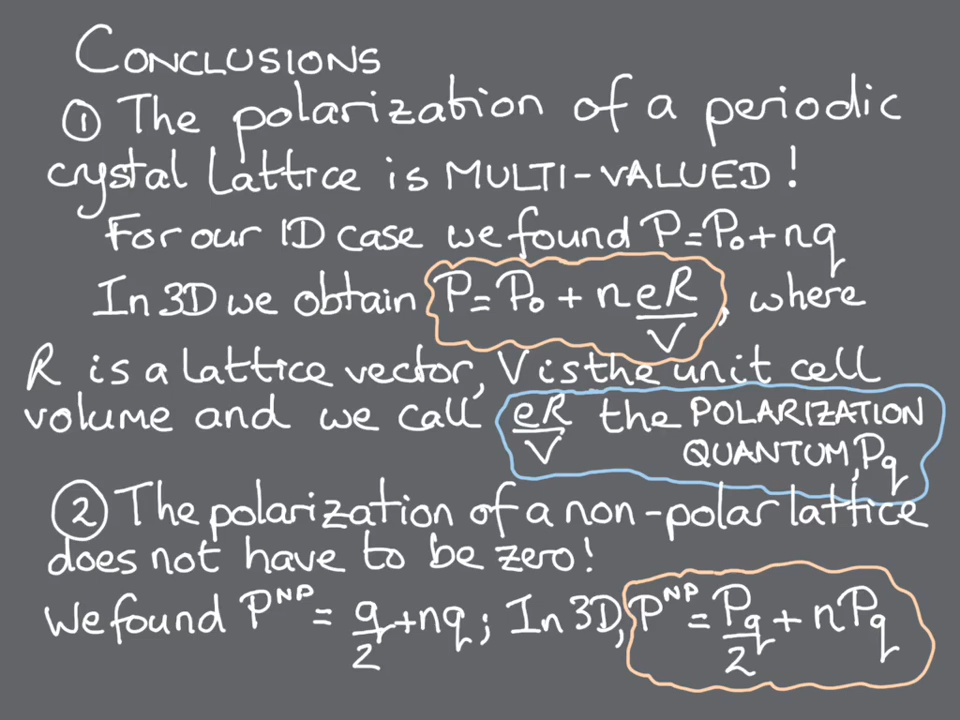 CONCLUSIONS
① The polarization of a periodic
crystal lattice is MULTI-VALUED!
For our 1D case we found P=P₀+nq
In 3D we obtain P=P₀+n eR/V, where
R is a lattice vector, V is the unit cell
volume and we call eR/V the POLARIZATION
QUANTUM, Pq
② The polarization of a non-polar lattice
does not have to be zero!
We found Pᴺᴾ = q/2 + nq; In 3D, Pᴺᴾ = Pq/2 + nPq